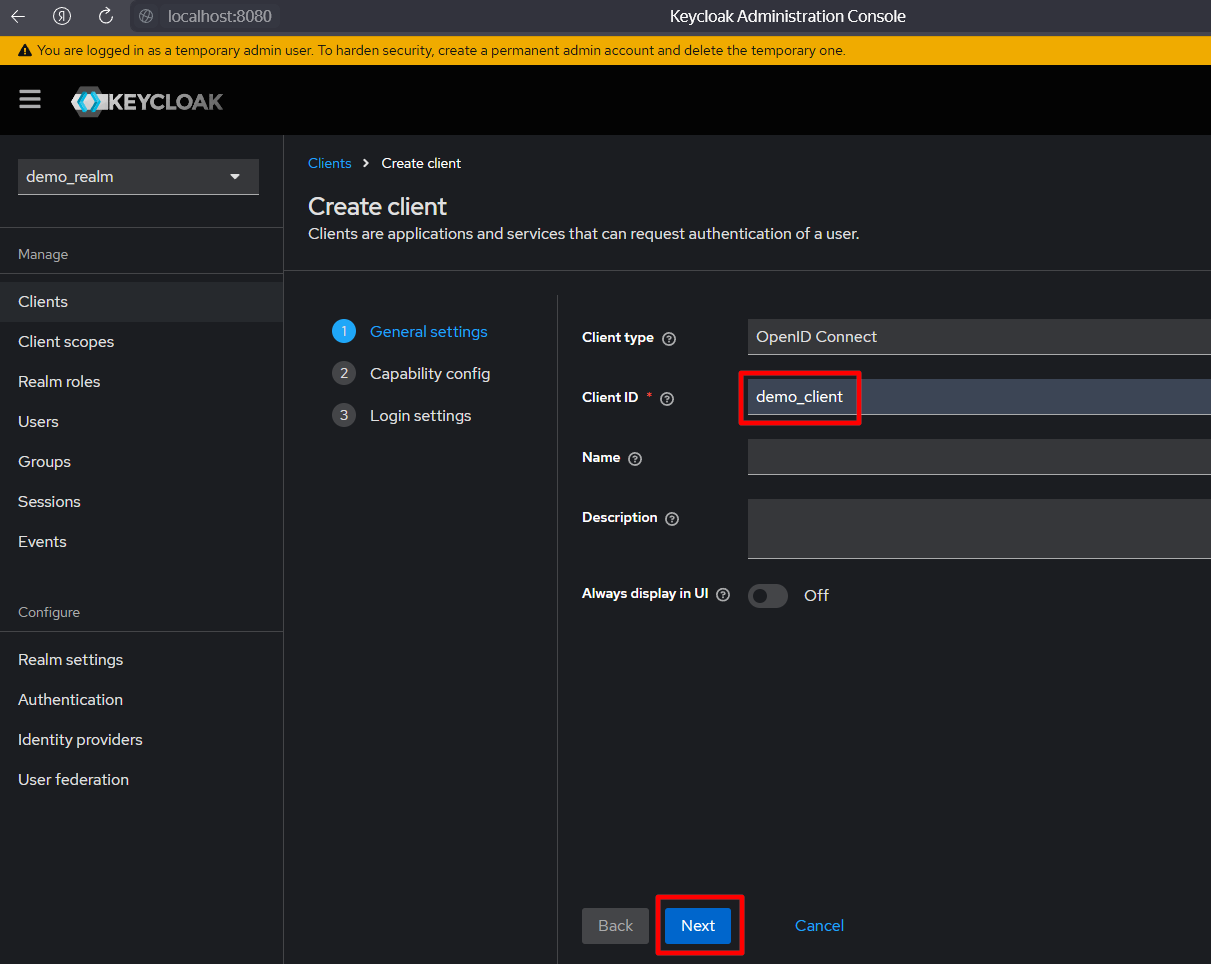 localhost:8080
Keycloak Administration Console
You are logged in as a temporary admin user. To harden security, create a permanent admin account and delete the temporary one.
KEYCLOAK
demo_realm
Manage
Clients
Client scopes
Realm roles
Users
Groups
Sessions
Events
Configure
Realm settings
Authentication
Identity providers
User federation
Clients > Create client
Create client
Clients are applications and services that can request authentication of a user.
1 General settings
2 Capability config
3 Login settings
Client type ? OpenID Connect
Client ID * ? demo_client
Name ?
Description ?
Always display in UI ? Off
Back Next Cancel